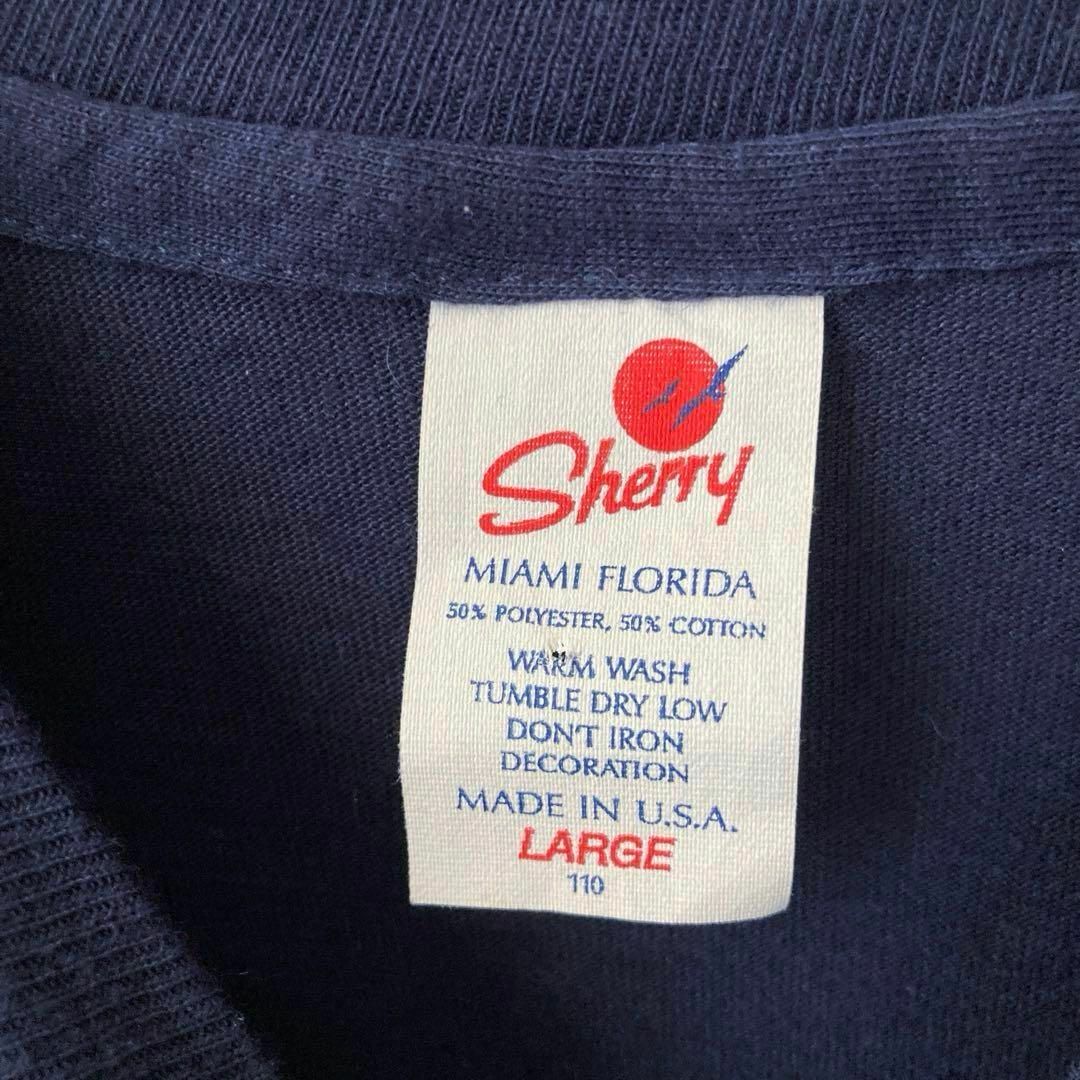 Sherry
MIAMI FLORIDA
50% POLYESTER, 50% COTTON
WARM WASH
TUMBLE DRY LOW
DON'T IRON
DECORATION
MADE IN U.S.A.
LARGE
110